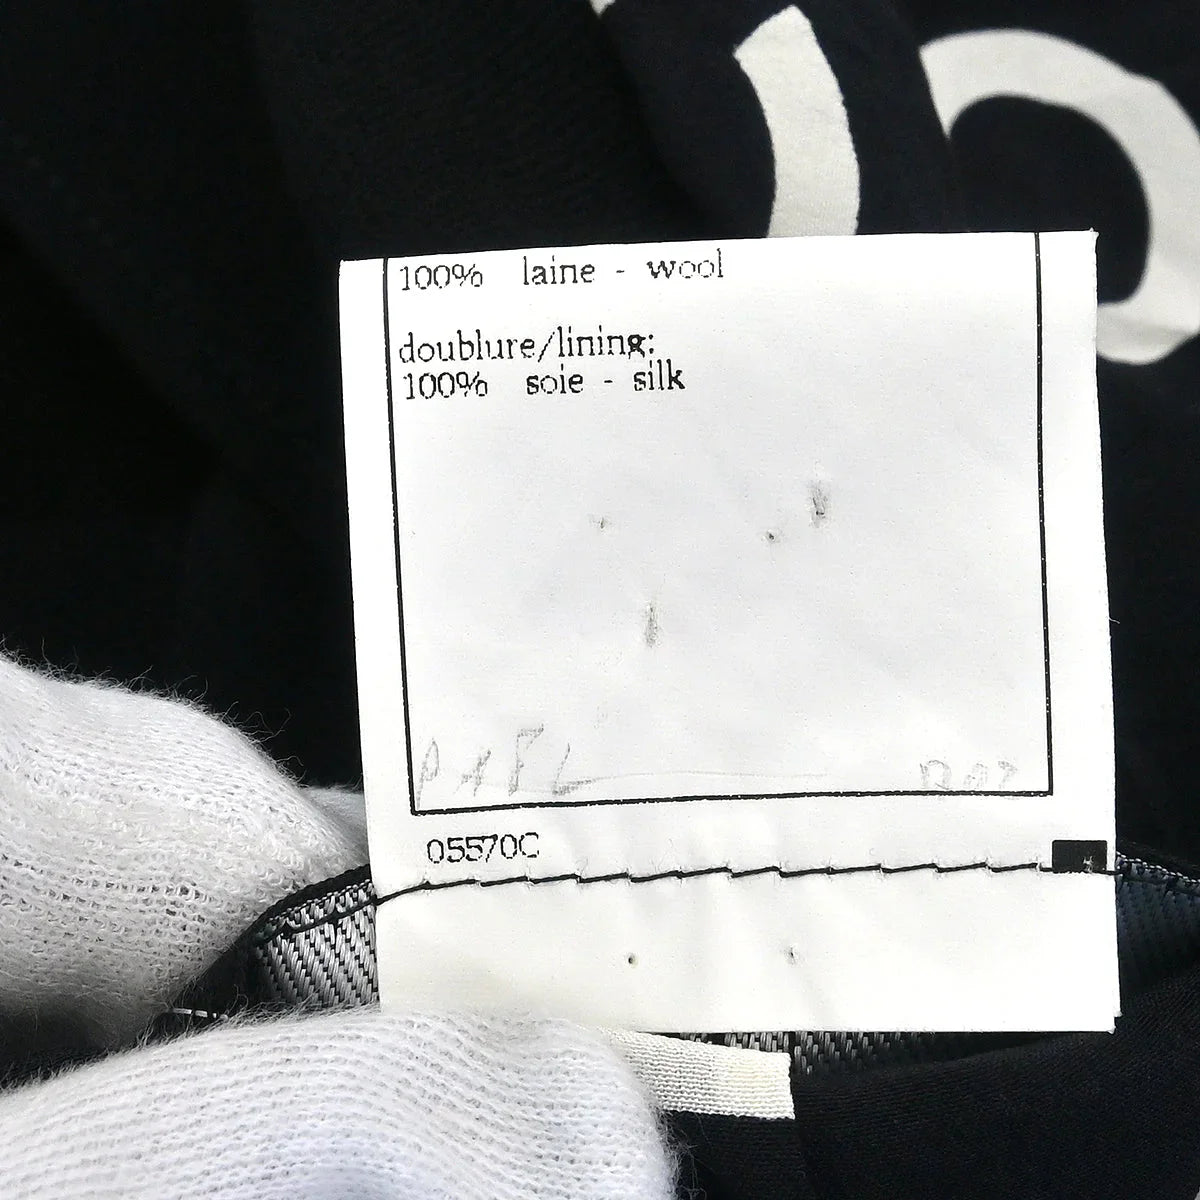 100% laine - wool
doublure/lining:
100% soie - silk
05570C